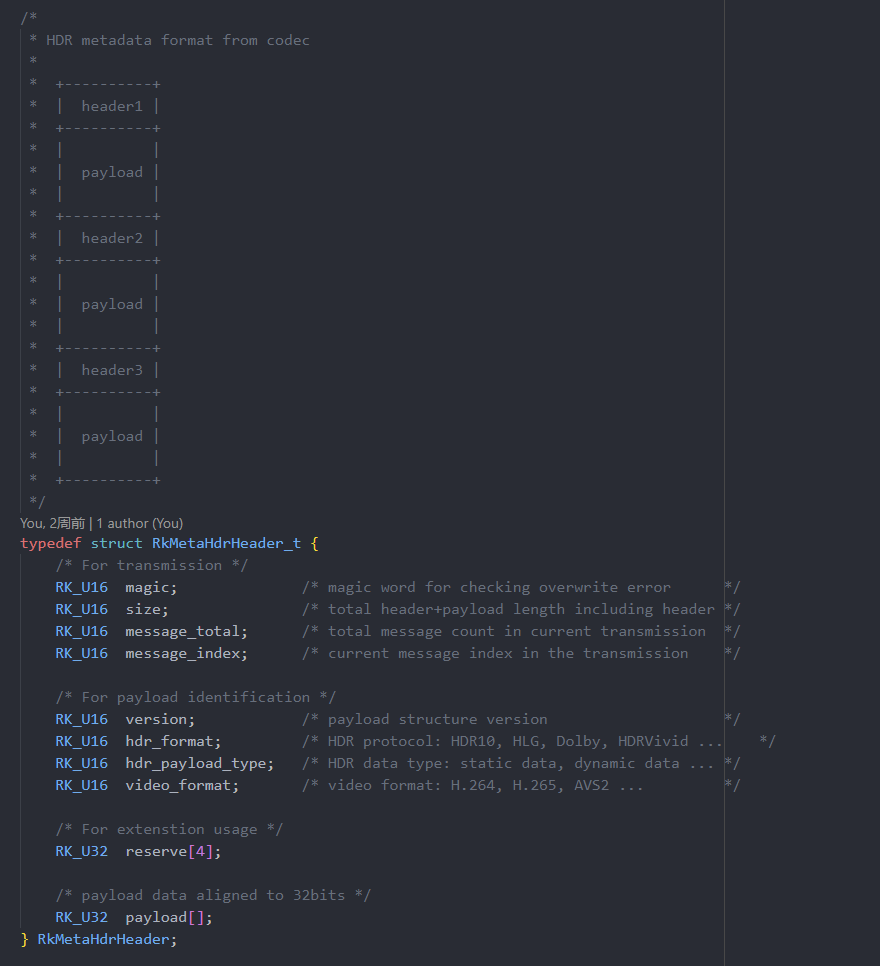 /*
 * HDR metadata format from codec
 *
 *  +----------+
 *  |  header1 |
 *  +----------+
 *  |          |
 *  |  payload |
 *  |          |
 *  +----------+
 *  |  header2 |
 *  +----------+
 *  |          |
 *  |  payload |
 *  |          |
 *  +----------+
 *  |  header3 |
 *  +----------+
 *  |          |
 *  |  payload |
 *  |          |
 *  +----------+
 */
You, 2周前 | 1 author (You)
typedef struct RkMetaHdrHeader_t {
    /* For transmission */
    RK_U16  magic;              /* magic word for checking overwrite error      */
    RK_U16  size;               /* total header+payload length including header */
    RK_U16  message_total;      /* total message count in current transmission  */
    RK_U16  message_index;      /* current message index in the transmission    */

    /* For payload identification */
    RK_U16  version;            /* payload structure version                    */
    RK_U16  hdr_format;         /* HDR protocol: HDR10, HLG, Dolby, HDRVivid ...    */
    RK_U16  hdr_payload_type;   /* HDR data type: static data, dynamic data ... */
    RK_U16  video_format;       /* video format: H.264, H.265, AVS2 ...         */

    /* For extenstion usage */
    RK_U32  reserve[4];

    /* payload data aligned to 32bits */
    RK_U32  payload[];
} RkMetaHdrHeader;